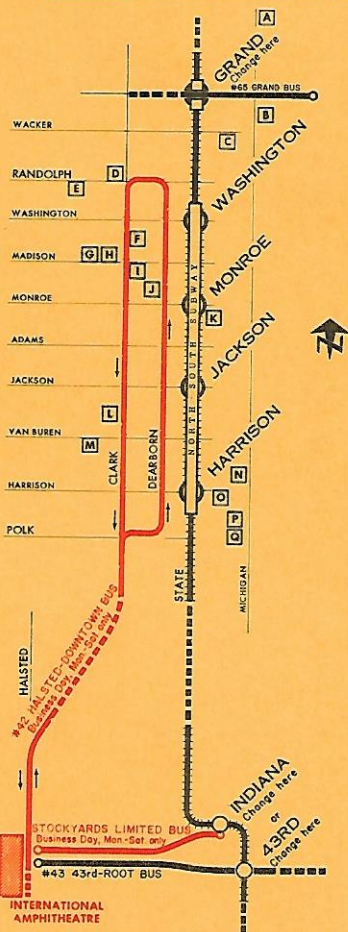 A
GRAND
Change here
#65 GRAND BUS
B
WACKER
C
WASHINGTON
RANDOLPH
D
E
WASHINGTON
F
MADISON
G
H
I
MONROE
J
MONROE
K
NORTH SOUTH SUBWAY
ADAMS
JACKSON
JACKSON
N
L
VAN BUREN
M
CLARK
DEARBORN
HARRISON
N
HARRISON
O
P
POLK
Q
STATE
MICHIGAN
HALSTED
#42 HALSTED-DOWNTOWN BUS
Business Day, Mon.-Sat. only
INDIANA
Change here
or
43RD
Change here
STOCKYARDS LIMITED BUS
Business Day, Mon.-Sat. only
#43 43rd-ROOT BUS
INTERNATIONAL
AMPHITHEATRE